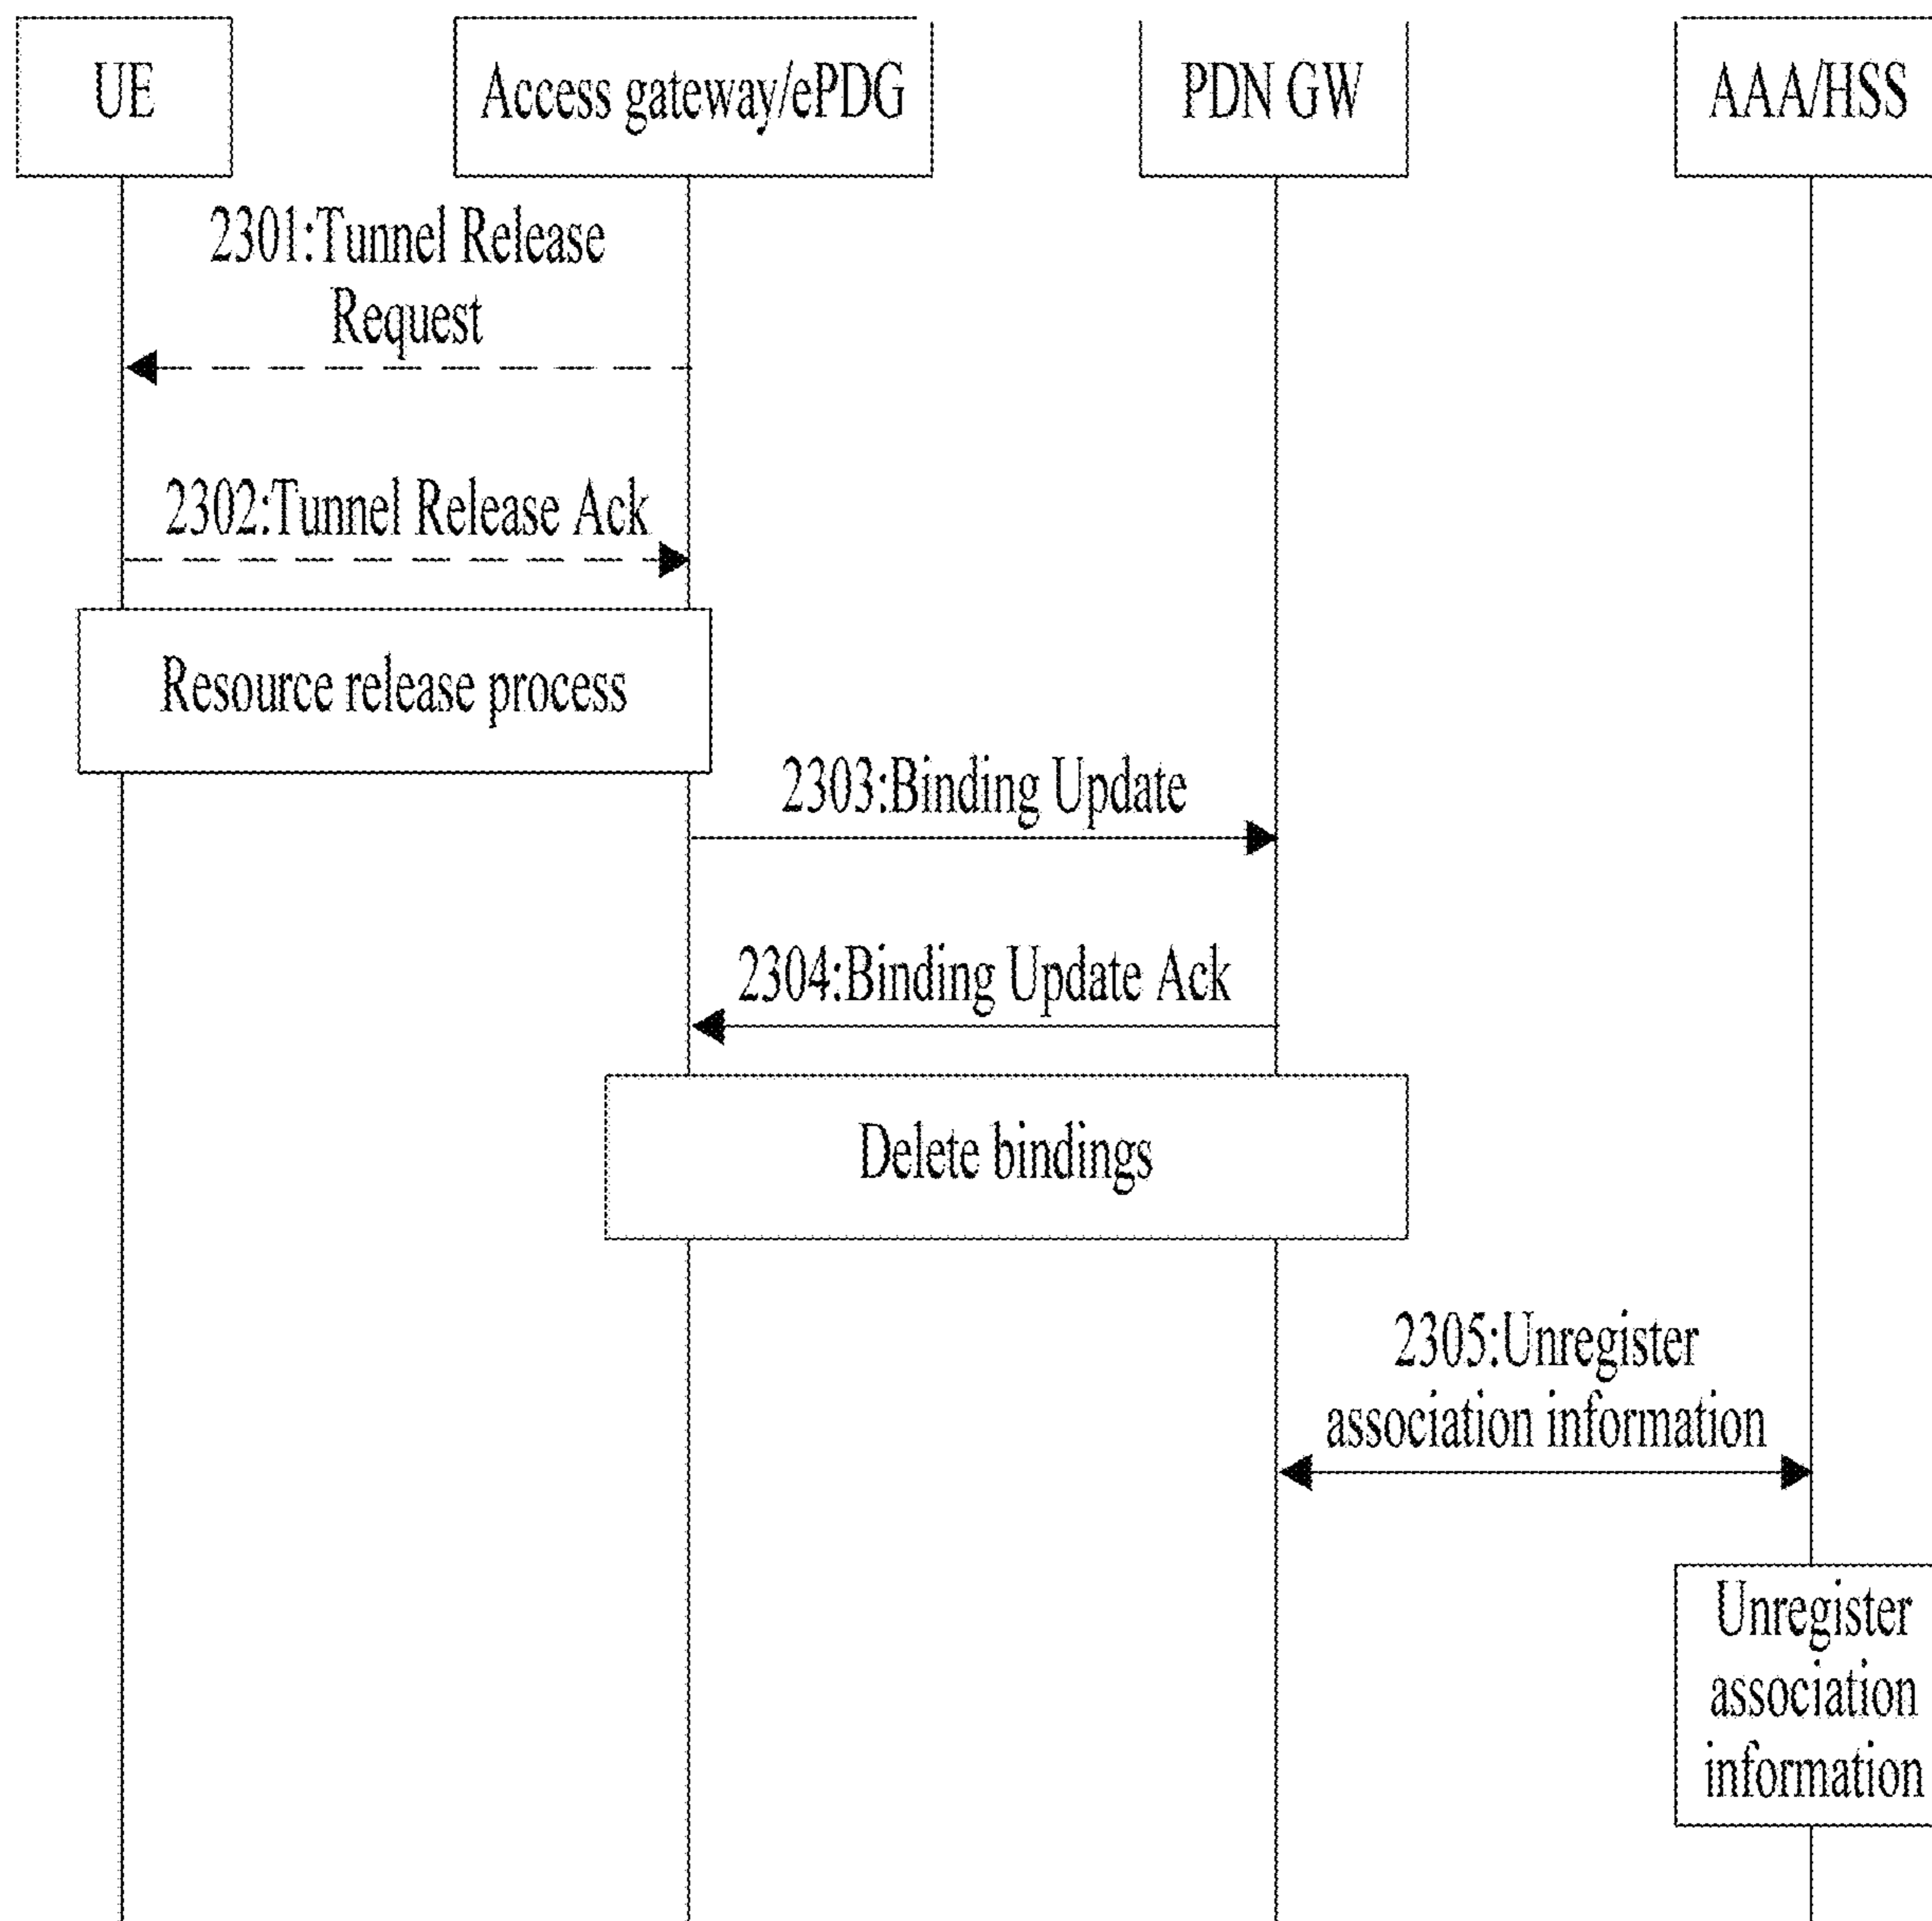 UE
Access gateway/ePDG
PDN GW
AAA/HSS
2301:Tunnel Release
Request
2302:Tunnel Release Ack
Resource release process
2303:Binding Update
2304:Binding Update Ack
Delete bindings
2305:Unregister
association information
Unregister
association
information